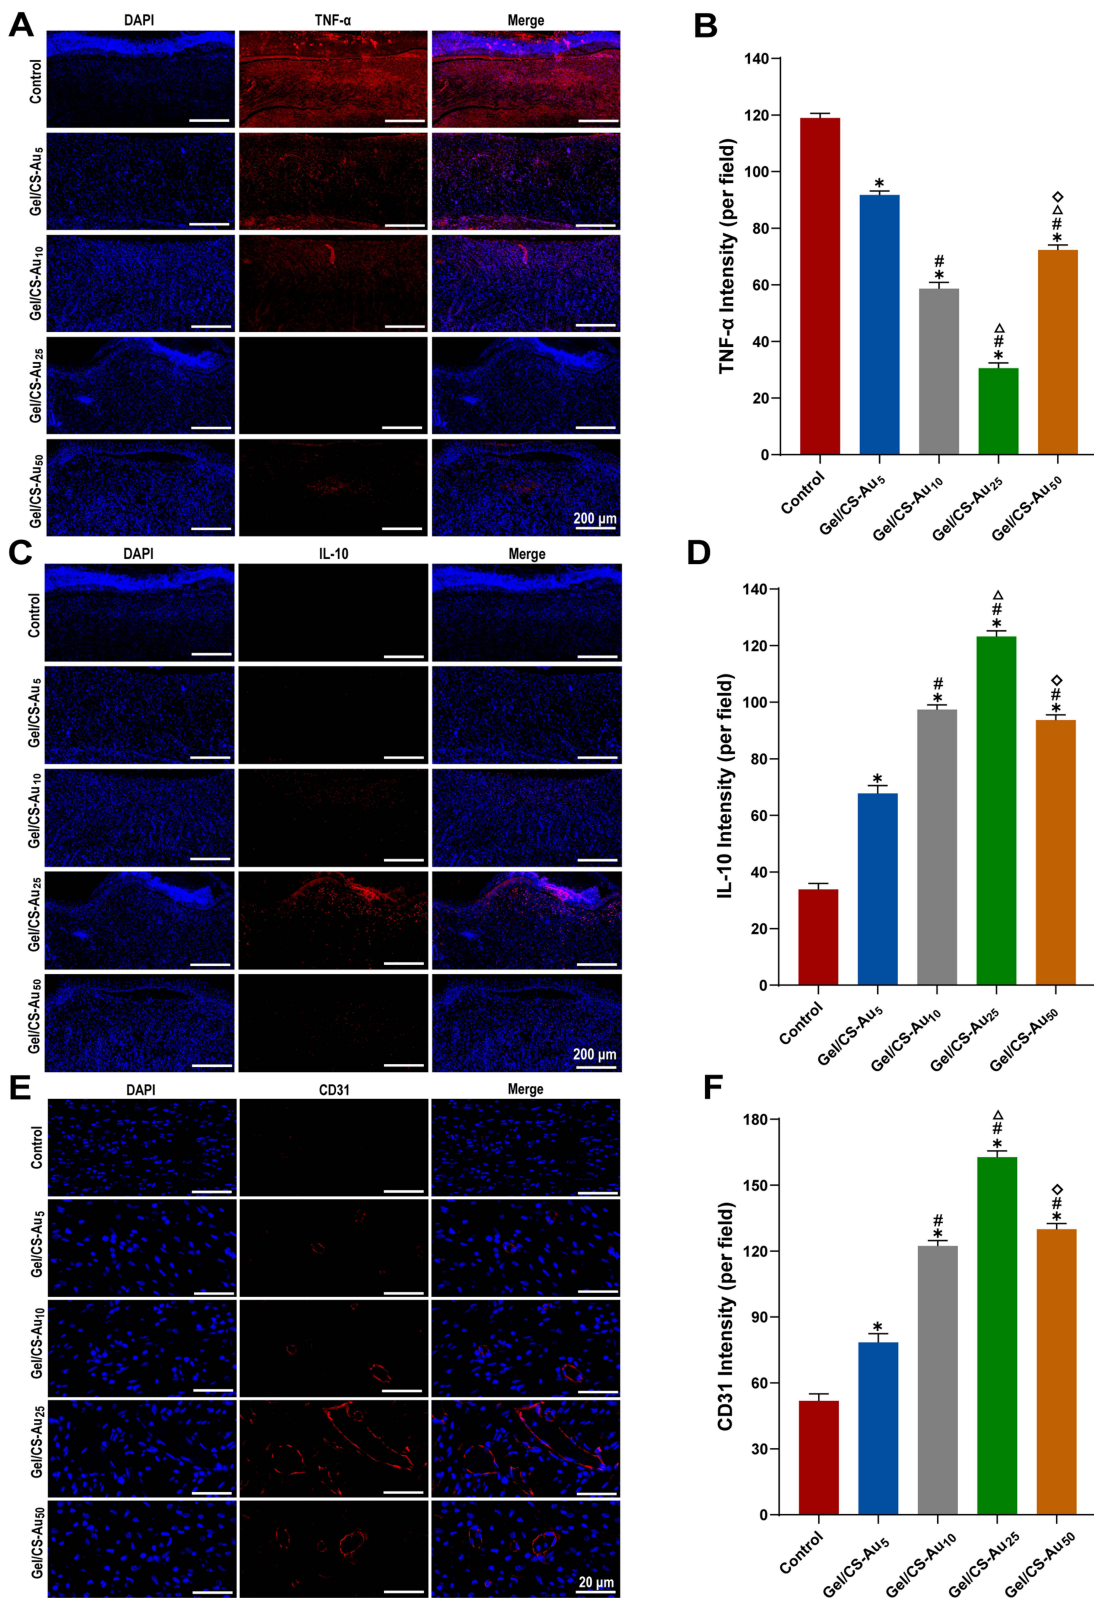 A
DAPI TNF-α Merge
Control
Gel/CS-Au5
Gel/CS-Au10
Gel/CS-Au25
Gel/CS-Au50
200 μm
B
TNF-α Intensity (per field)
140
120
100
80
60
40
20
0
*
#
*
△
#
*
◇
△
#
*
Control
Gel/CS-Au5
Gel/CS-Au10
Gel/CS-Au25
Gel/CS-Au50
C
DAPI IL-10 Merge
Control
Gel/CS-Au5
Gel/CS-Au10
Gel/CS-Au25
Gel/CS-Au50
200 μm
D
IL-10 Intensity (per field)
140
120
100
80
60
40
20
0
*
#
*
△
#
*
◇
#
*
Control
Gel/CS-Au5
Gel/CS-Au10
Gel/CS-Au25
Gel/CS-Au50
E
DAPI CD31 Merge
Control
Gel/CS-Au5
Gel/CS-Au10
Gel/CS-Au25
Gel/CS-Au50
20 μm
F
CD31 Intensity (per field)
180
150
120
90
60
30
0
*
#
*
△
#
*
◇
#
*
Control
Gel/CS-Au5
Gel/CS-Au10
Gel/CS-Au25
Gel/CS-Au50